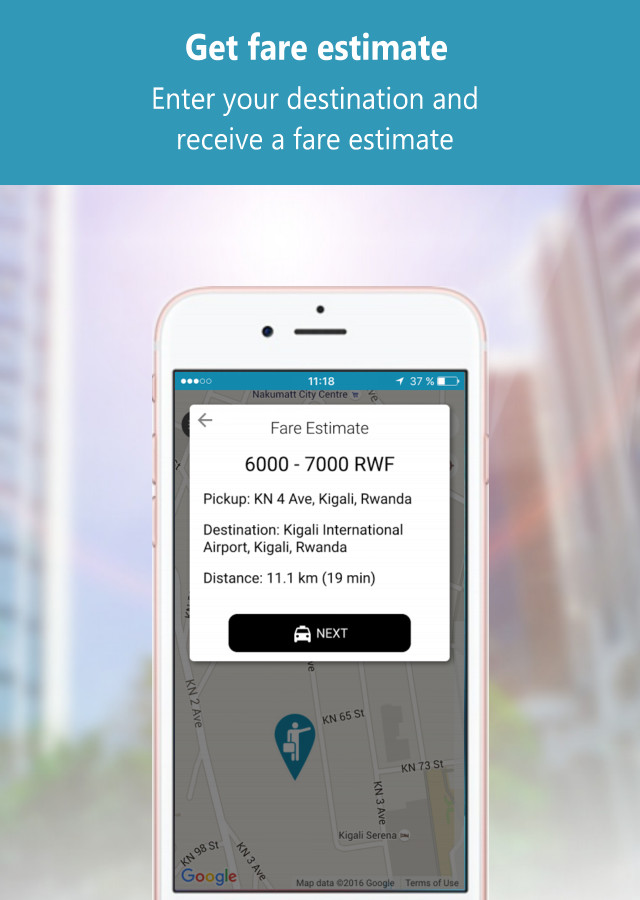 Get fare estimate
Enter your destination and
receive a fare estimate
11:18
37 %
Nakumatt City Centre
ve.
Fare Estimate
6000 - 7000 RWF
Pickup: KN 4 Ave, Kigali, Rwanda
Destination: Kigali International
Airport, Kigali, Rwanda
Distance: 11.1 km (19 min)
NEXT
ve
KN 2 Ave
KN 65 St
KN 73 St
KN 3 Ave
Kigali Serena
KN 98 St
KN 3 Ave
Google
Map data ©2016 Google
Terms of Use